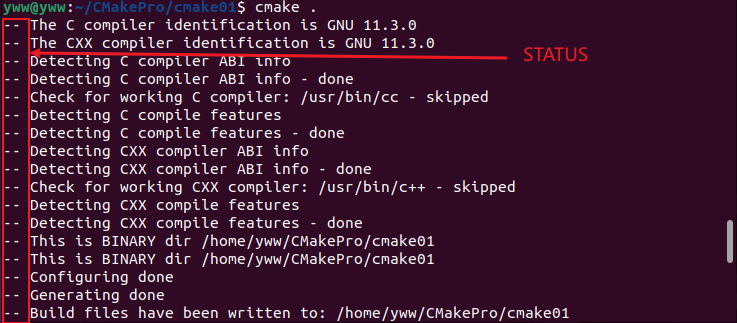 yww@yww:~/CMakePro/cmake01$ cmake .
-- The C compiler identification is GNU 11.3.0
-- The CXX compiler identification is GNU 11.3.0
-- Detecting C compiler ABI info
STATUS
-- Detecting C compiler ABI info - done
-- Check for working C compiler: /usr/bin/cc - skipped
-- Detecting C compile features
-- Detecting C compile features - done
-- Detecting CXX compiler ABI info
-- Detecting CXX compiler ABI info - done
-- Check for working CXX compiler: /usr/bin/c++ - skipped
-- Detecting CXX compile features
-- Detecting CXX compile features - done
-- This is BINARY dir /home/yww/CMakePro/cmake01
-- This is BINARY dir /home/yww/CMakePro/cmake01
-- Configuring done
-- Generating done
-- Build files have been written to: /home/yww/CMakePro/cmake01